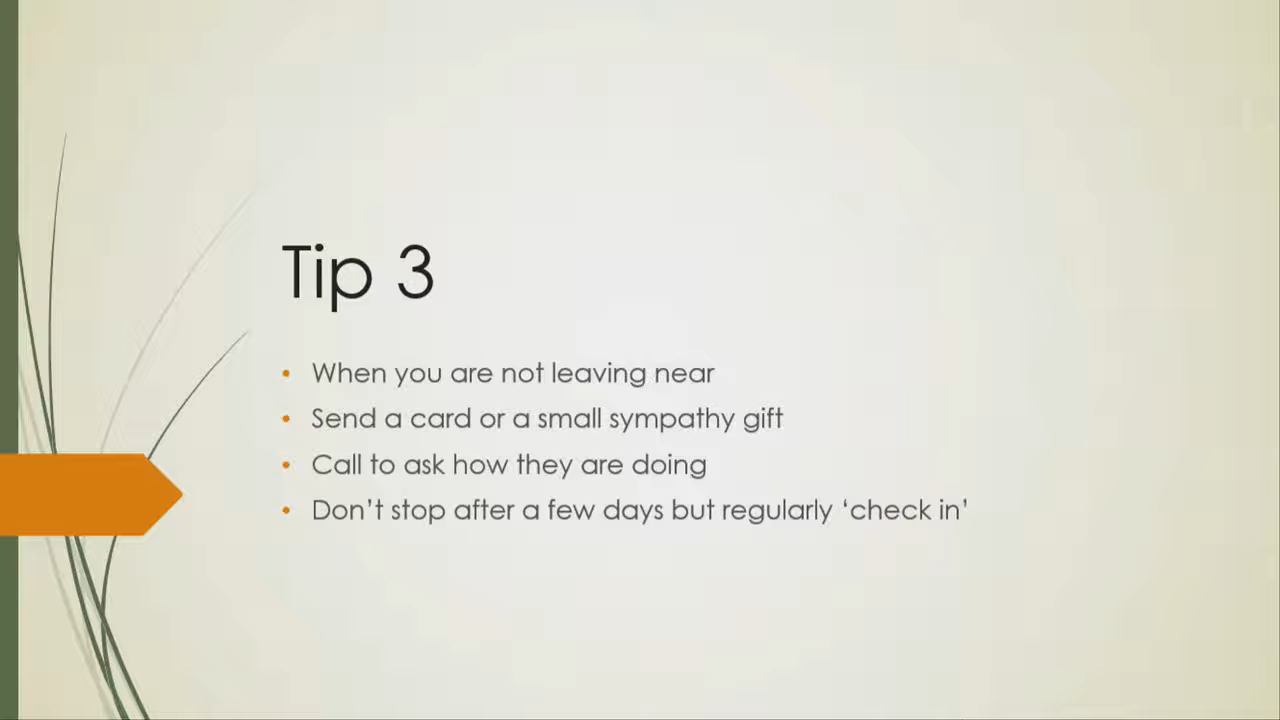 Tip 3
• When you are not leaving near
• Send a card or a small sympathy gift
• Call to ask how they are doing
• Don’t stop after a few days but regularly ‘check in’